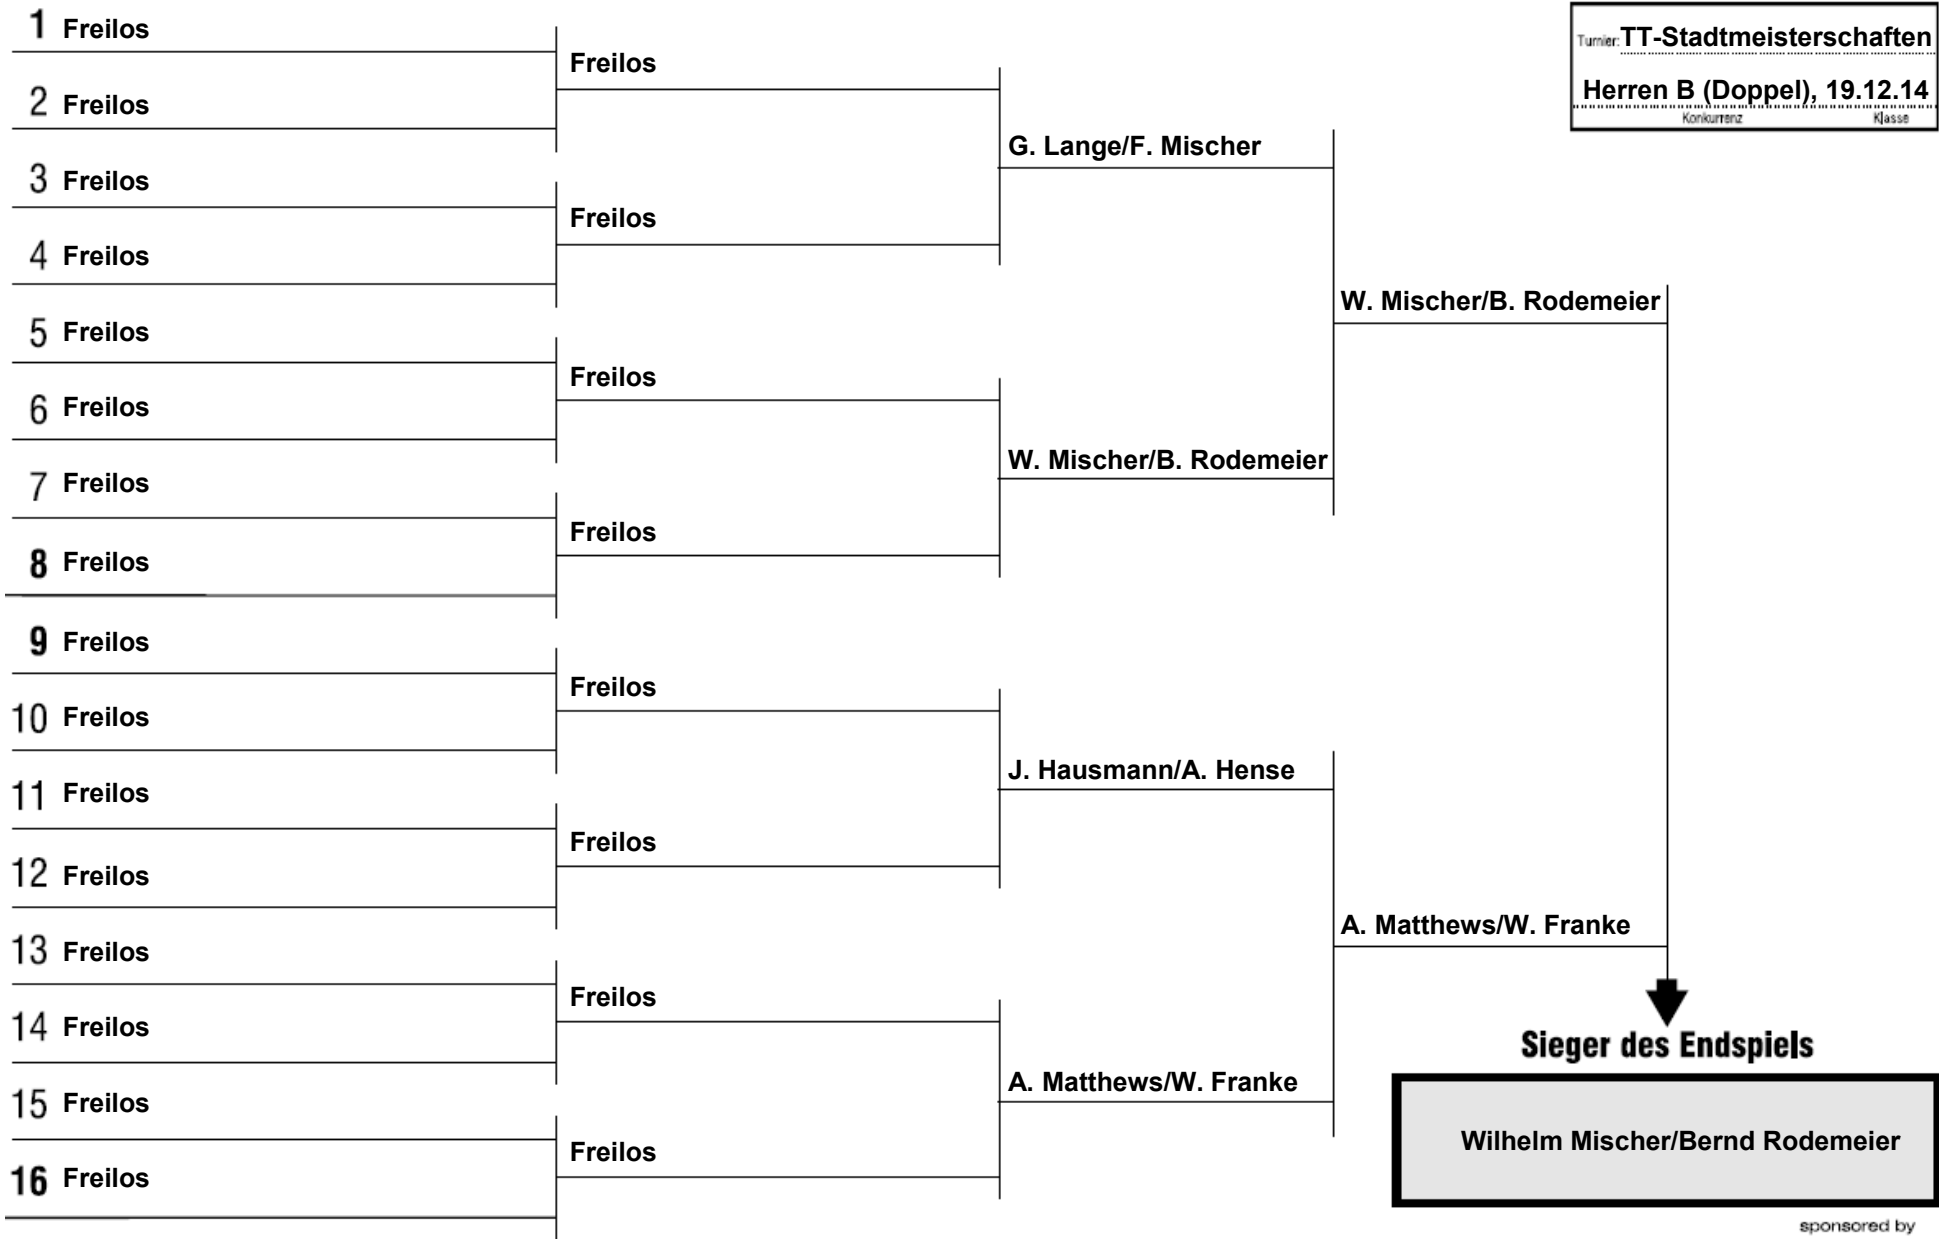 Turnier: TT-Stadtmeisterschaften
Herren B (Doppel), 19.12.14
Konkurrenz Klasse
1 Freilos
2 Freilos
3 Freilos
4 Freilos
5 Freilos
6 Freilos
7 Freilos
8 Freilos
9 Freilos
10 Freilos
11 Freilos
12 Freilos
13 Freilos
14 Freilos
15 Freilos
16 Freilos
Freilos
Freilos
Freilos
Freilos
Freilos
Freilos
Freilos
Freilos
G. Lange/F. Mischer
W. Mischer/B. Rodemeier
J. Hausmann/A. Hense
A. Matthews/W. Franke
W. Mischer/B. Rodemeier
A. Matthews/W. Franke
Sieger des Endspiels
Wilhelm Mischer/Bernd Rodemeier
sponsored by